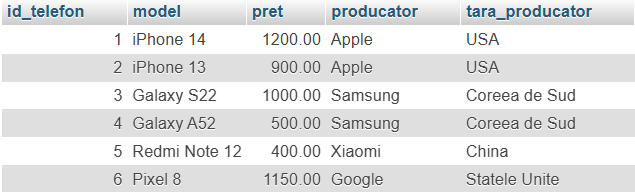 id_telefon model pret producator tara_producator
1 iPhone 14 1200.00 Apple USA
2 iPhone 13 900.00 Apple USA
3 Galaxy S22 1000.00 Samsung Coreea de Sud
4 Galaxy A52 500.00 Samsung Coreea de Sud
5 Redmi Note 12 400.00 Xiaomi China
6 Pixel 8 1150.00 Google Statele Unite